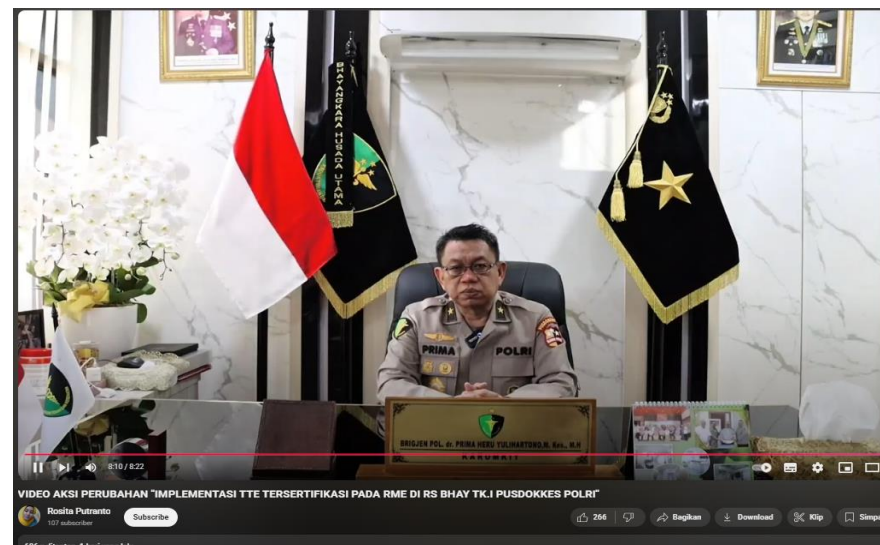 BHAYANGKARA HUSADA UTAMA
PRIMA
POLRI
BRIGJEN POL. dr. PRIMA HERU YULIHARTONO, M. Kes., M.H
KARUMKIT
8:10 / 8:22
VIDEO AKSI PERUBAHAN "IMPLEMENTASI TTE TERSERTIFIKASI PADA RME DI RS BHAY TK.I PUSDOKKES POLRI"
Rosita Putranto
107 subscriber
Subscribe
266
Bagikan
Download
Klip